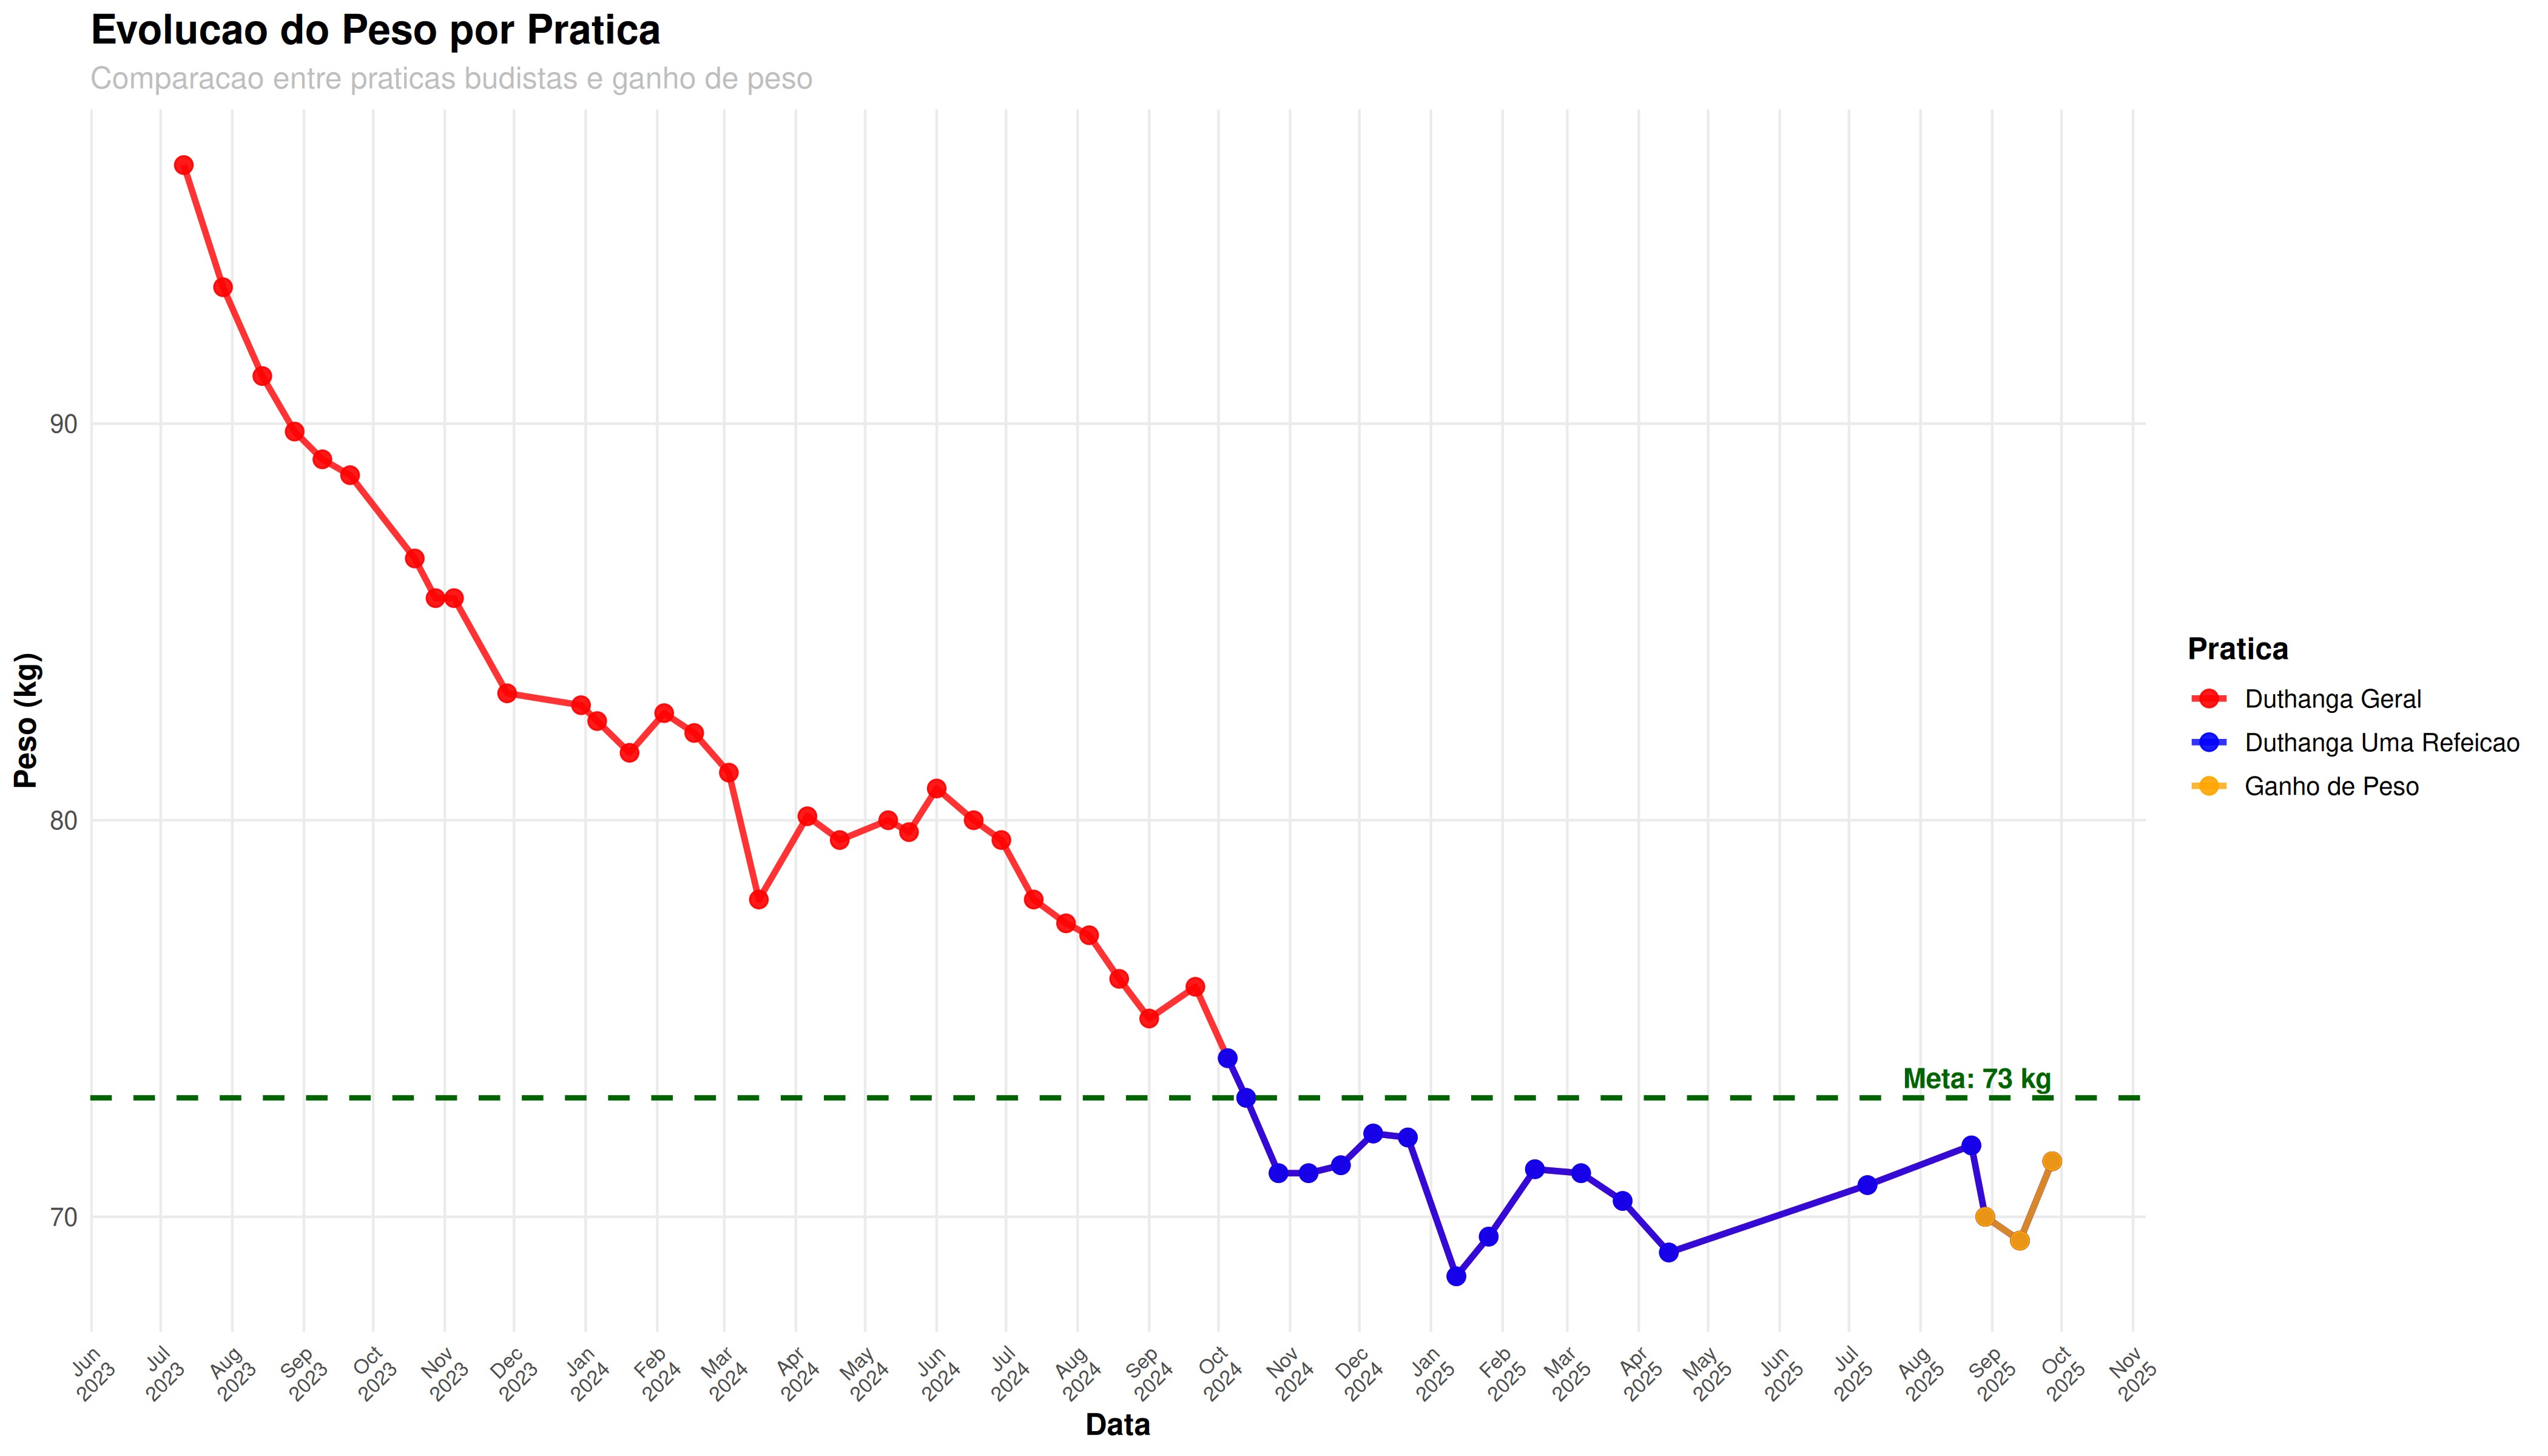 Evolucao do Peso por Pratica
Comparacao entre praticas budistas e ganho de peso
Peso (kg)
90
80
70
Meta: 73 kg
Jun 2023
Jul 2023
Aug 2023
Sep 2023
Oct 2023
Nov 2023
Dec 2023
Jan 2024
Feb 2024
Mar 2024
Apr 2024
May 2024
Jun 2024
Jul 2024
Aug 2024
Sep 2024
Oct 2024
Nov 2024
Dec 2024
Jan 2025
Feb 2025
Mar 2025
Apr 2025
May 2025
Jun 2025
Jul 2025
Aug 2025
Sep 2025
Oct 2025
Nov 2025
Data
Pratica
Duthanga Geral
Duthanga Uma Refeicao
Ganho de Peso